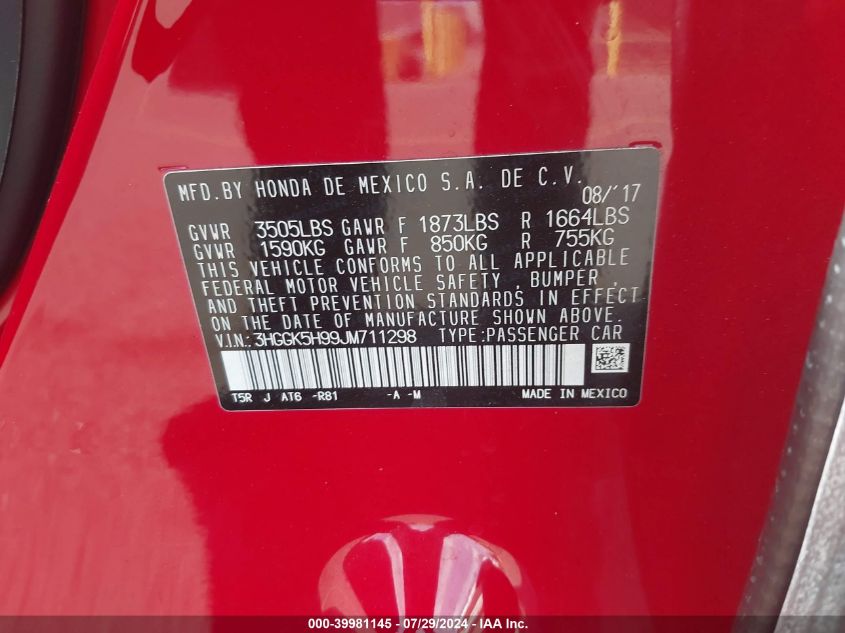 MFD.BY HONDA DE MEXICO S.A. DE C.V. 08/'17
GVWR 3505LBS GAWR F 1873LBS R 1664LBS
GVWR 1590KG GAWR F 850KG R 755KG
THIS VEHICLE CONFORMS TO ALL APPLICABLE
FEDERAL MOTOR VEHICLE SAFETY, BUMPER,
AND THEFT PREVENTION STANDARDS IN EFFECT
ON THE DATE OF MANUFACTURE SHOWN ABOVE.
V.I.N.:3HGGK5H99JM711298 TYPE:PASSENGER CAR
T5R J AT6 -R81 -A -M MADE IN MEXICO
000-39981145 / 07/29/2024 - IAA Inc.